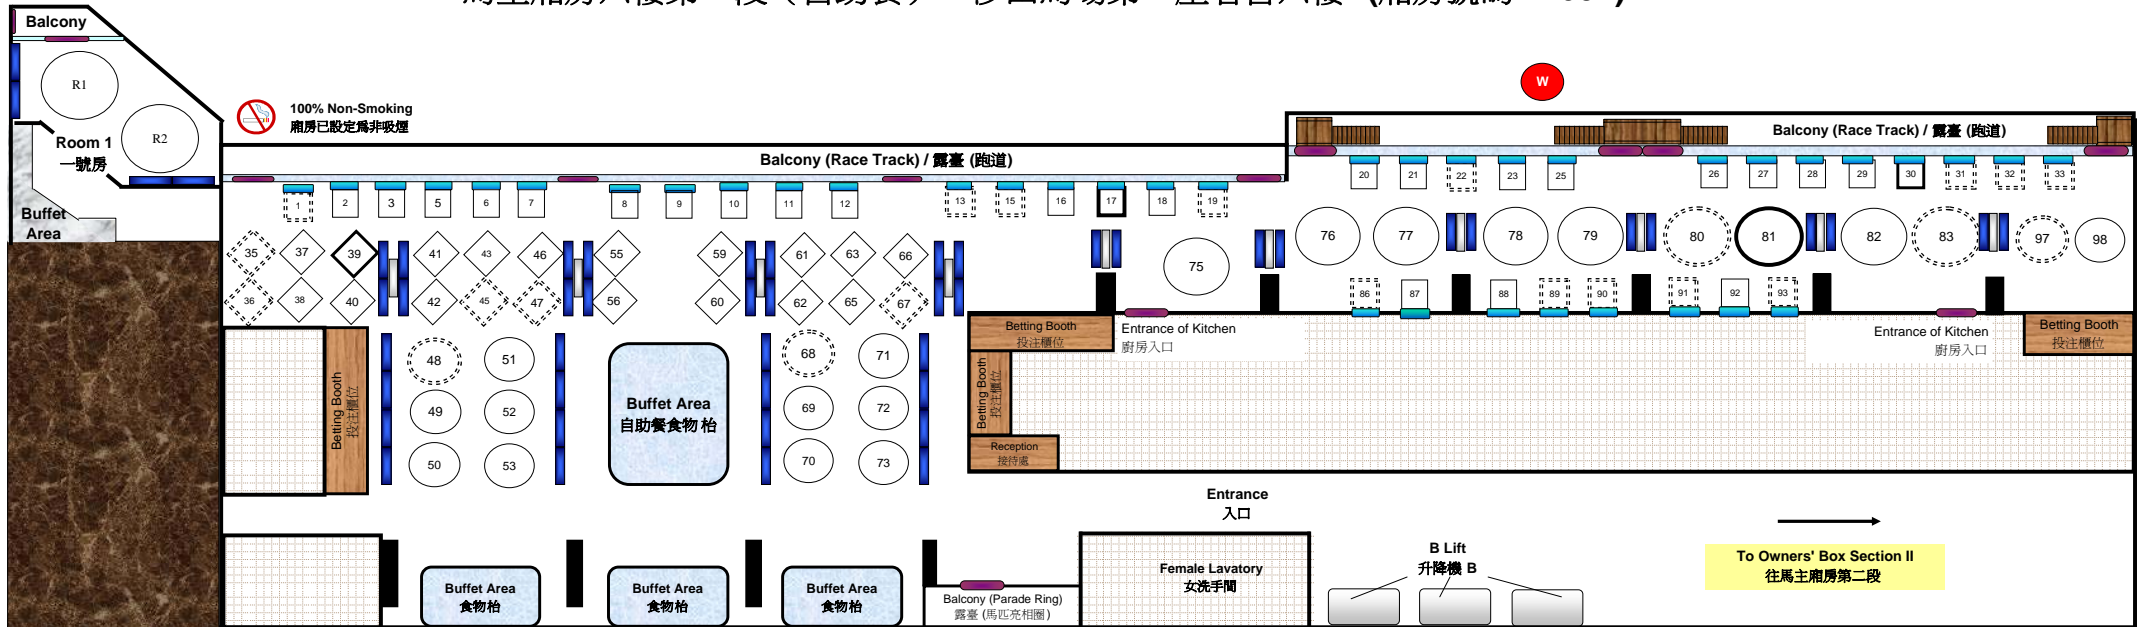 Balcony
R1
R2
Room 1
一號房
Buffet
Area
100% Non-Smoking
廂房已設定爲非吸煙
W
Balcony (Race Track) / 露臺 (跑道)
Balcony (Race Track) / 露臺 (跑道)
1 2 3 5 6 7 8 9 10 11 12 13 15 16 17 18 19
20 21 22 23 25 26 27 28 29 30 31 32 33
35 37 39 41 43 46 55 59 61 63 66
36 38 40 42 45 47 56 60 62 65 67
75 76 77 78 79 80 81 82 83 97 98
86 87 88 89 90 91 92 93
48 51 68 71
49 52 69 72
50 53 70 73
Betting Booth
投注櫃位
Buffet Area
自助餐食物枱
Betting Booth
投注櫃位
Betting Booth
投注櫃位
Reception
接待處
Entrance of Kitchen
廚房入口
Entrance of Kitchen
廚房入口
Betting Booth
投注櫃位
Entrance
入口
Buffet Area
食物枱
Buffet Area
食物枱
Buffet Area
食物枱
Balcony (Parade Ring)
露臺 (馬匹亮相圈)
Female Lavatory
女洗手間
B Lift
升降機 B
To Owners' Box Section II
往馬主廂房第二段